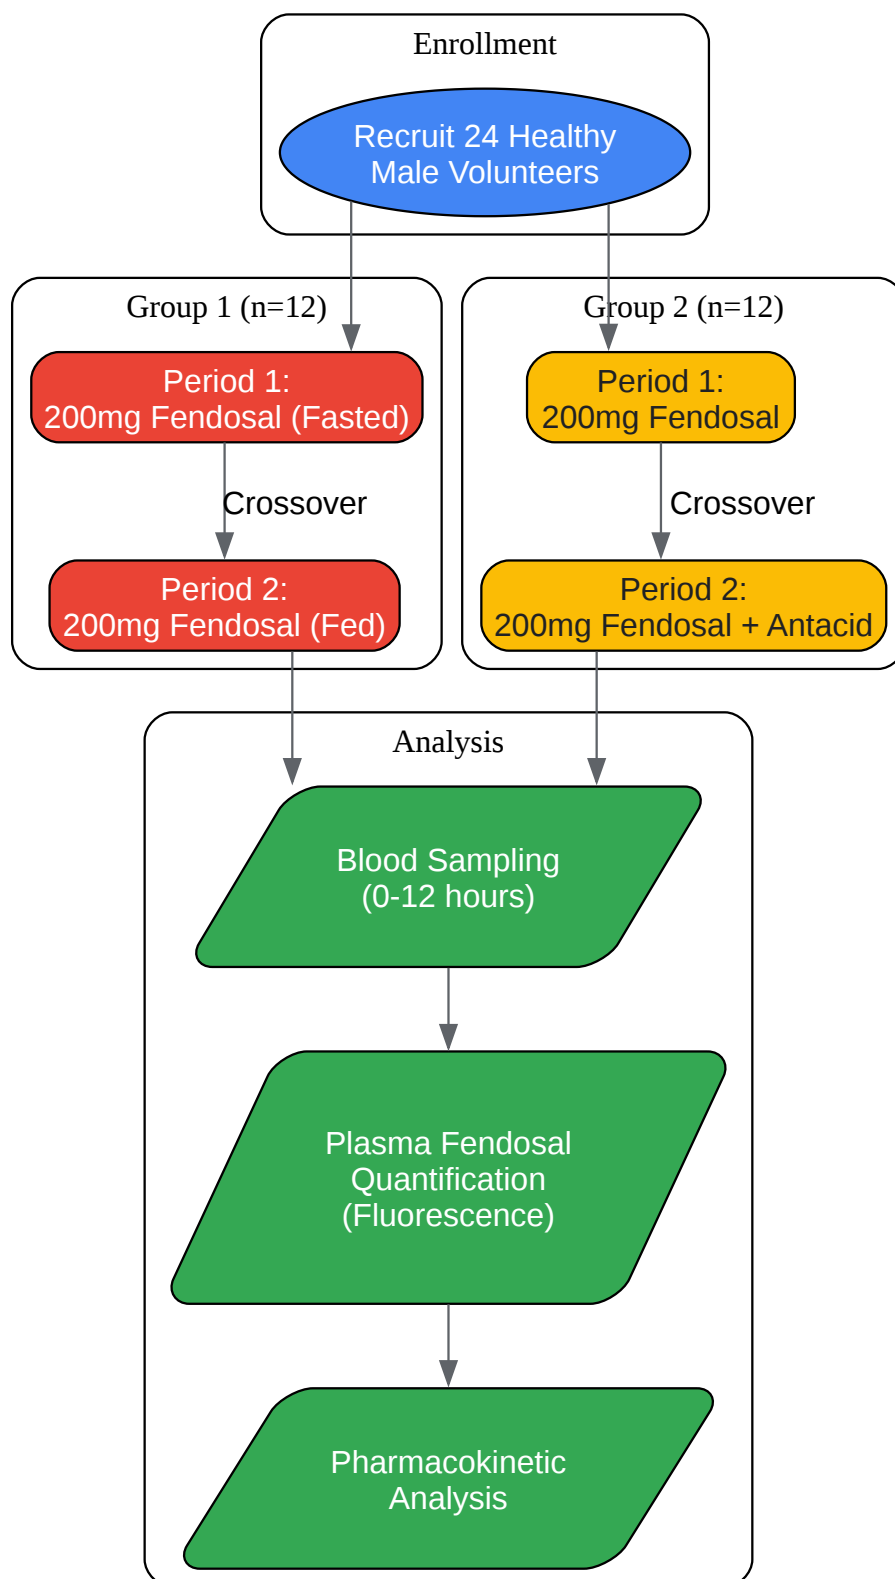 Enrollment
Recruit 24 Healthy
Male Volunteers
Group 1 (n=12)
Period 1:
200mg Fendosal (Fasted)
Crossover
Period 2:
200mg Fendosal (Fed)
Group 2 (n=12)
Period 1:
200mg Fendosal
Crossover
Period 2:
200mg Fendosal + Antacid
Analysis
Blood Sampling
(0-12 hours)
Plasma Fendosal
Quantification
(Fluorescence)
Pharmacokinetic
Analysis